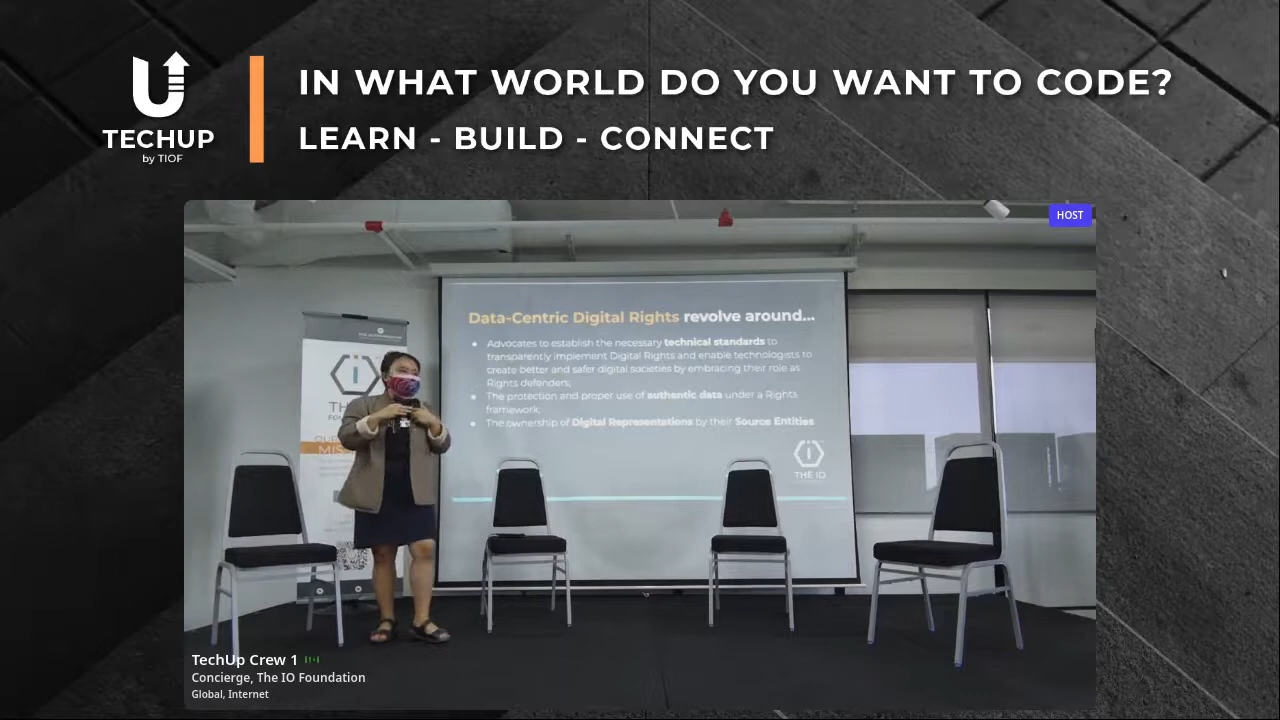 TECHUP
by TIOF
IN WHAT WORLD DO YOU WANT TO CODE?
LEARN - BUILD - CONNECT
HOST
Data-Centric Digital Rights revolve around...
● Advocates to establish the necessary technical standards to
transparently implement Digital Rights and enable technologists to
create better and safer digital societies by embracing their role as
Rights defenders;
● The protection and proper use of authentic data under a Rights
framework;
● The ownership of Digital Representations by their Source Entities
THE IO
TechUp Crew 1
Concierge, The IO Foundation
Global, Internet